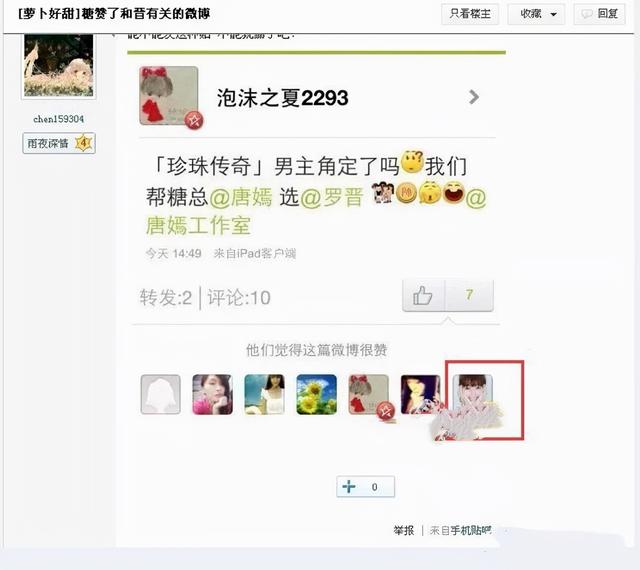 [萝卜好甜]糖赞了和晋有关的微博
只看楼主
收藏
回复
chen159304
雨夜深情 4
泡沫之夏2293
「珍珠传奇」男主角定了吗我们
帮糖总@唐嫣 选@罗晋 帅@
唐嫣工作室
今天 14:49 来自iPad客户端
转发:2 | 评论:10
7
他们觉得这篇微博很赞
0
举报 | 来自手机贴吧